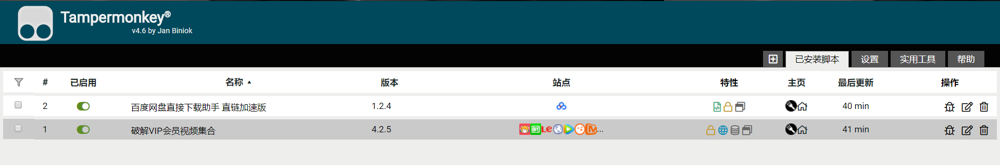 Tampermonkey®
v4.6 by Jan Biniok
已安装脚本 设置 实用工具 帮助
# 已启用 名称 ▲ 版本 站点 特性 主页 最后更新 操作
2 百度网盘直接下载助手 直链加速版 1.2.4 40 min
1 破解VIP会员视频集合 4.2.5 ... 41 min